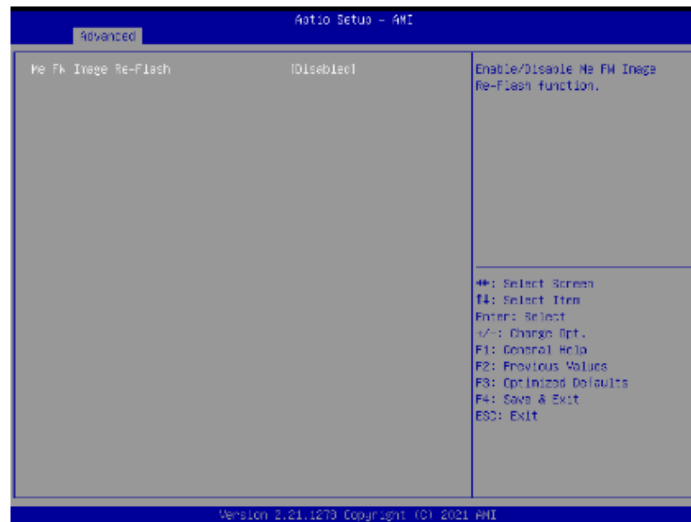 Aptio Setup - AMI
Advanced
Me FW Image Re-Flash [Disabled]
Enable/Disable Me FW Image
Re-Flash function.
→←: Select Screen
↑↓: Select Item
Enter: Select
+/-: Change Opt.
F1: General Help
F2: Previous Values
F3: Optimized Defaults
F4: Save & Exit
ESC: Exit
Version 2.21.1278 Copyright (C) 2021 AMI